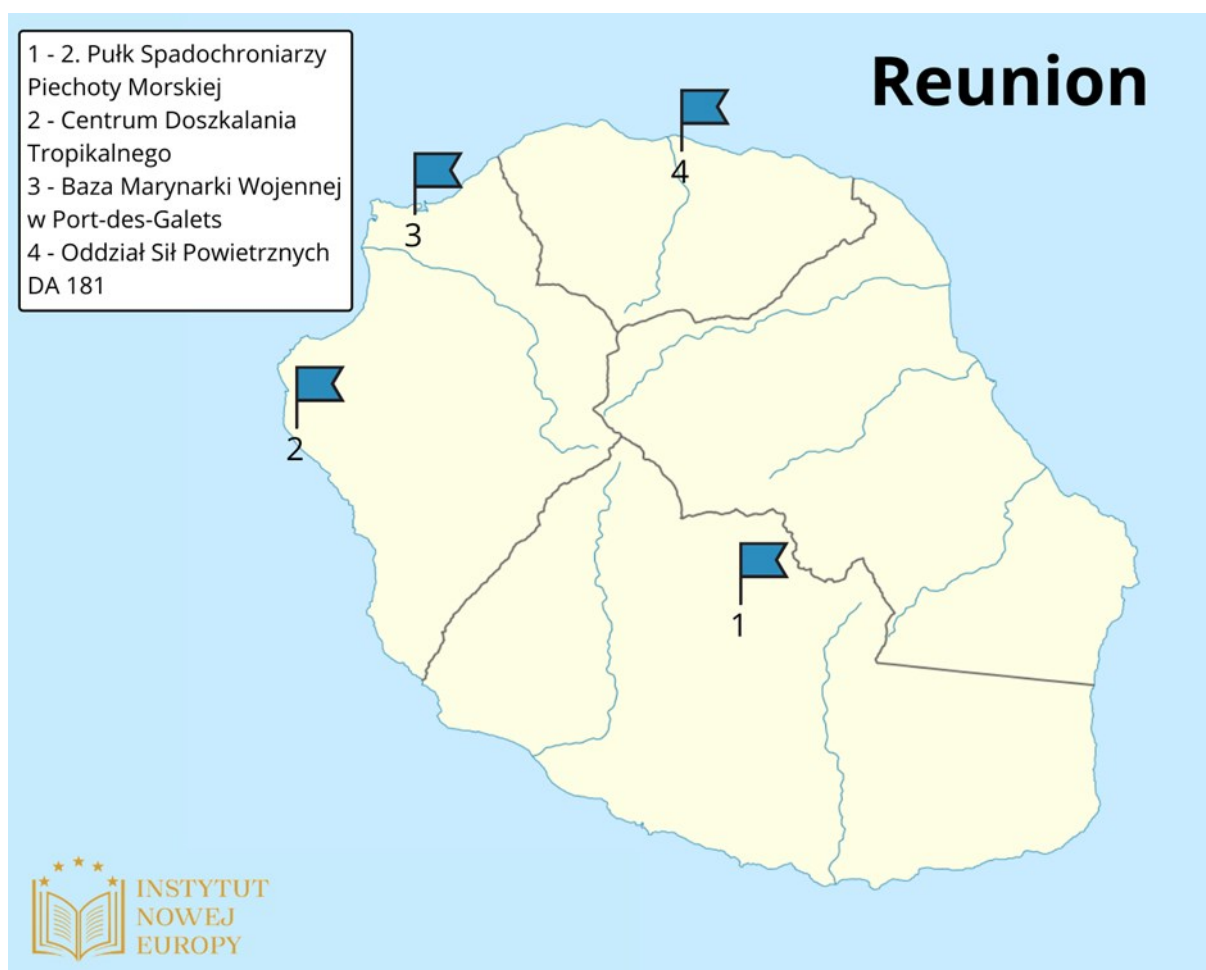 1 - 2. Pułk Spadochroniarzy
Piechoty Morskiej
2 - Centrum Doszkalania
Tropikalnego
3 - Baza Marynarki Wojennej
w Port-des-Galets
4 - Oddział Sił Powietrznych
DA 181
Reunion
4
3
2
1
INSTYTUT
NOWEJ
EUROPY